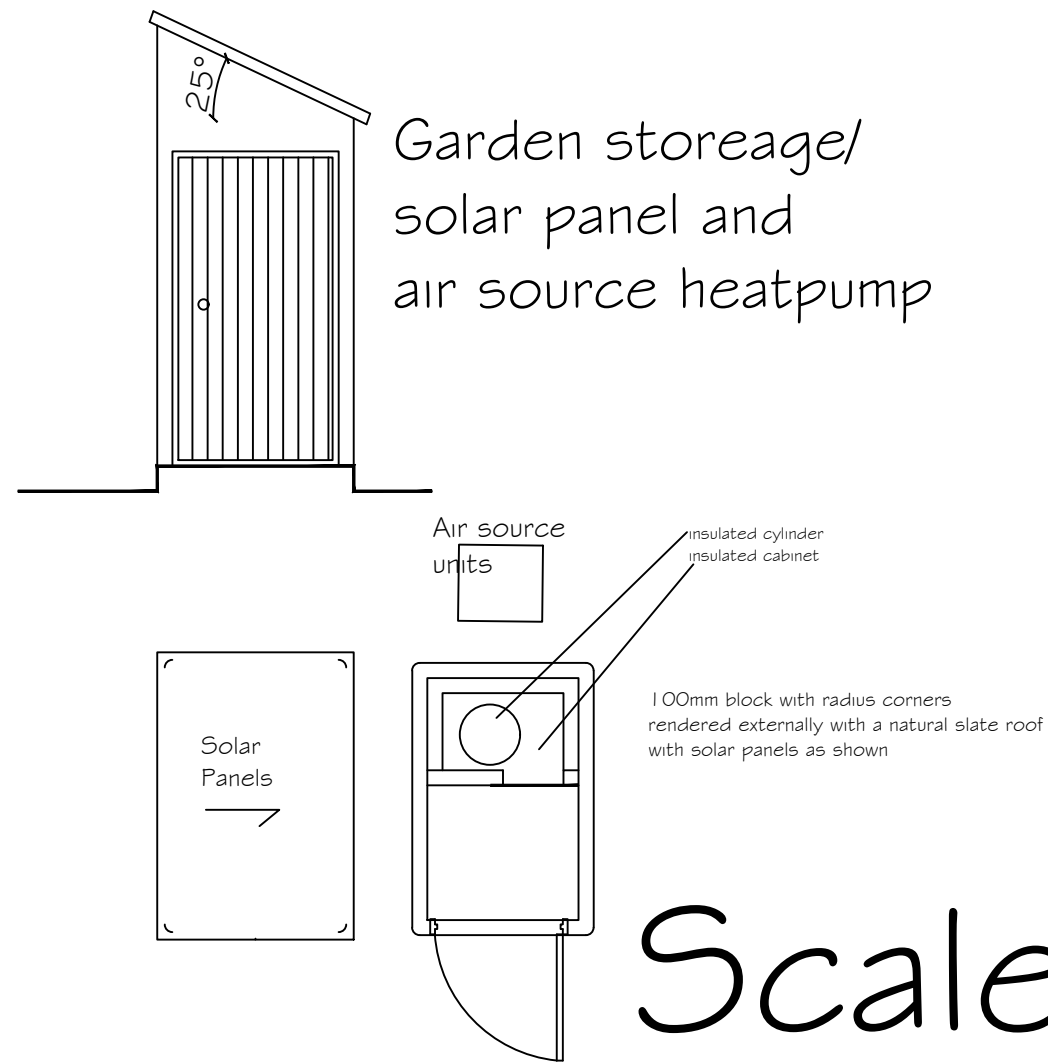 25°
Garden storeage/
solar panel and
air source heatpump
Air source
units
insulated cylinder
insulated cabinet
100mm block with radius corners
rendered externally with a natural slate roof
with solar panels as shown
Solar
Panels
Scale